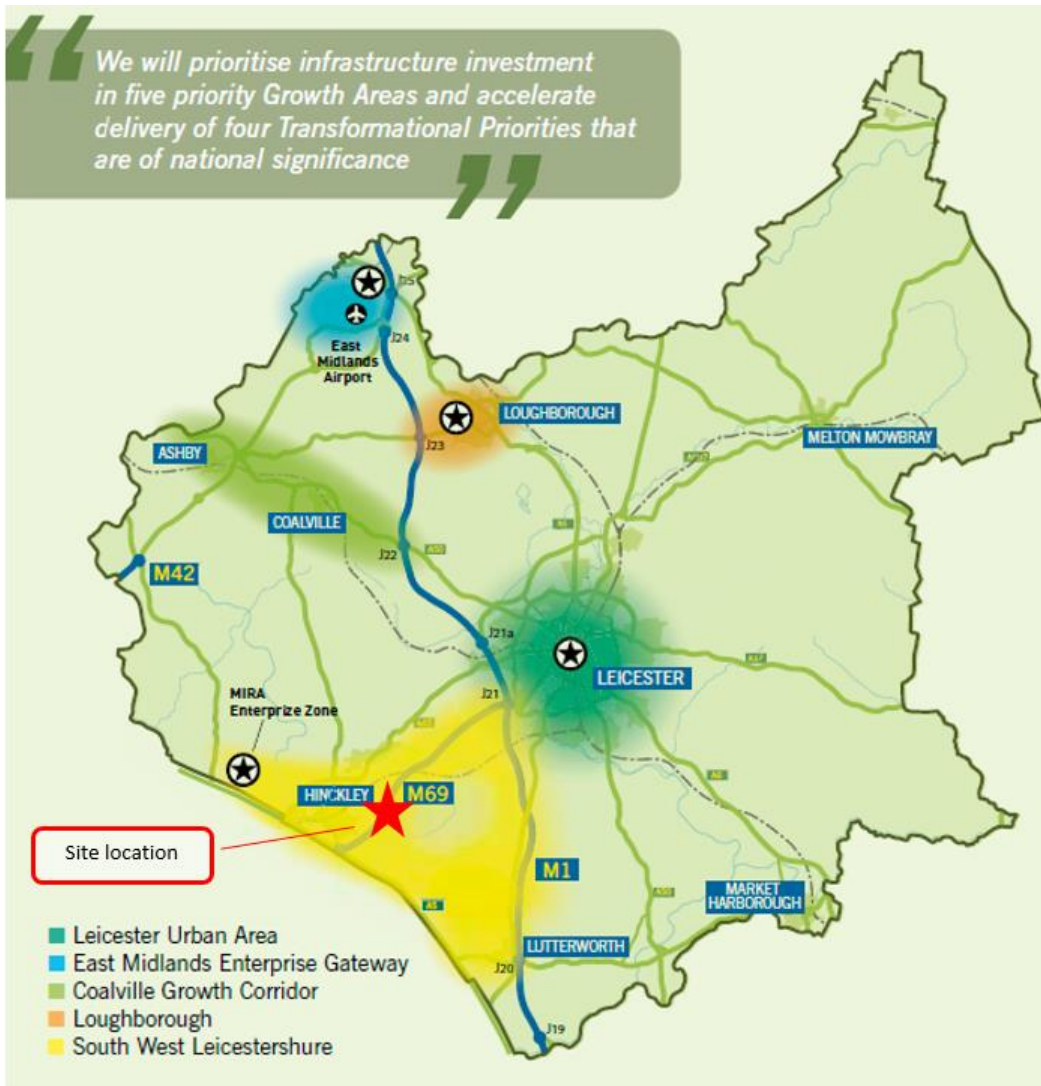 We will prioritise infrastructure investment
in five priority Growth Areas and accelerate
delivery of four Transformational Priorities that
are of national significance
J24
East
Midlands
Airport
LOUGHBOROUGH
J23
MELTON MOWBRAY
ASHBY
COALVILLE
J22
M42
J21a
LEICESTER
J21
MIRA
Enterprize Zone
HINCKLEY
M69
Site location
M1
MARKET
HARBOROUGH
A5
LUTTERWORTH
J20
J19
Leicester Urban Area
East Midlands Enterprise Gateway
Coalville Growth Corridor
Loughborough
South West Leicestershure